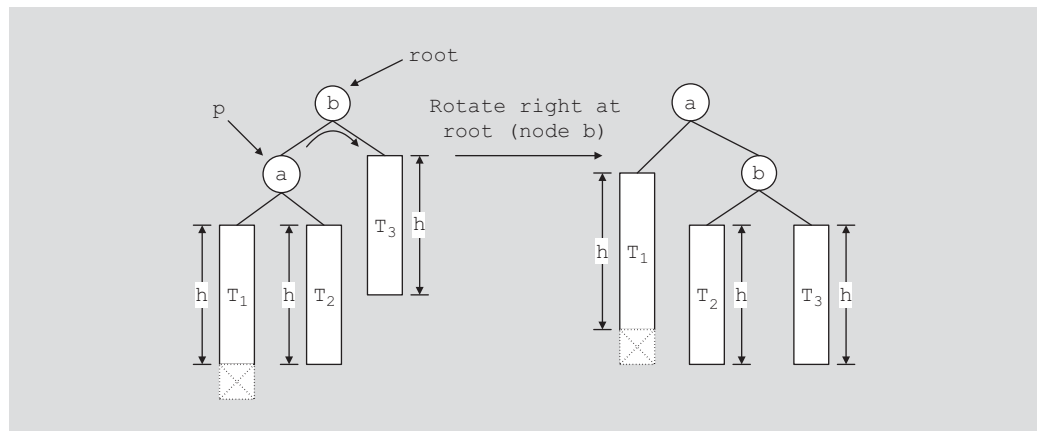 root
b
p
Rotate right at
root (node b)
a
a
b
T3
h
h
T1
h
T2
h
T1
T2
h
T3
h